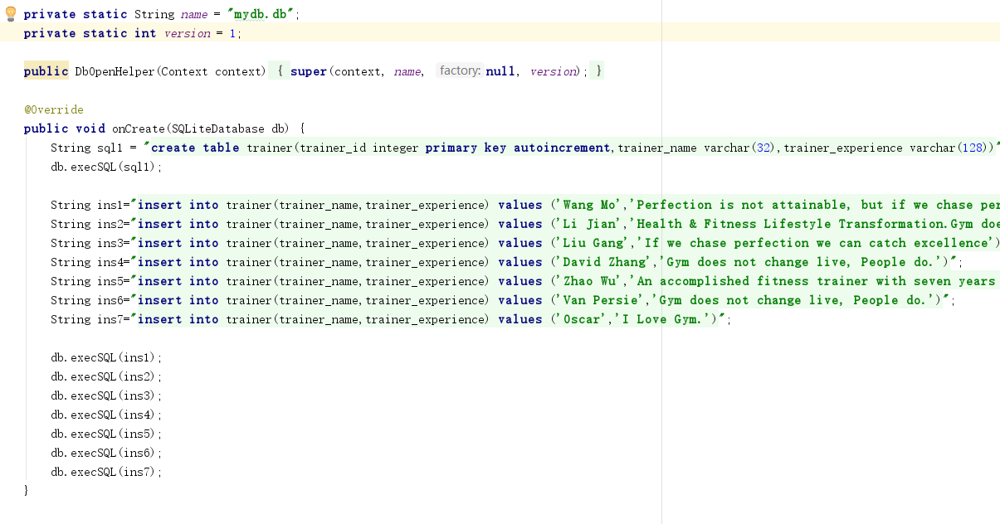 private static String name = "mydb.db";
private static int version = 1;
public DbOpenHelper(Context context) { super(context, name, factory: null, version); }
@Override
public void onCreate(SQLiteDatabase db) {
String sql1 = "create table trainer(trainer_id integer primary key autoincrement,trainer_name varchar(32),trainer_experience varchar(128))"
db.execSQL(sql1);
String ins1="insert into trainer(trainer_name,trainer_experience) values ('Wang Mo','Perfection is not attainable, but if we chase per
String ins2="insert into trainer(trainer_name,trainer_experience) values ('Li Jian','Health & Fitness Lifestyle Transformation.Gym doe
String ins3="insert into trainer(trainer_name,trainer_experience) values ('Liu Gang','If we chase perfection we can catch excellence')
String ins4="insert into trainer(trainer_name,trainer_experience) values ('David Zhang','Gym does not change live, People do.')";
String ins5="insert into trainer(trainer_name,trainer_experience) values ('Zhao Wu','An accomplished fitness trainer with seven years
String ins6="insert into trainer(trainer_name,trainer_experience) values ('Van Persie','Gym does not change live, People do.')";
String ins7="insert into trainer(trainer_name,trainer_experience) values ('Oscar','I Love Gym.')";
db.execSQL(ins1);
db.execSQL(ins2);
db.execSQL(ins3);
db.execSQL(ins4);
db.execSQL(ins5);
db.execSQL(ins6);
db.execSQL(ins7);
}